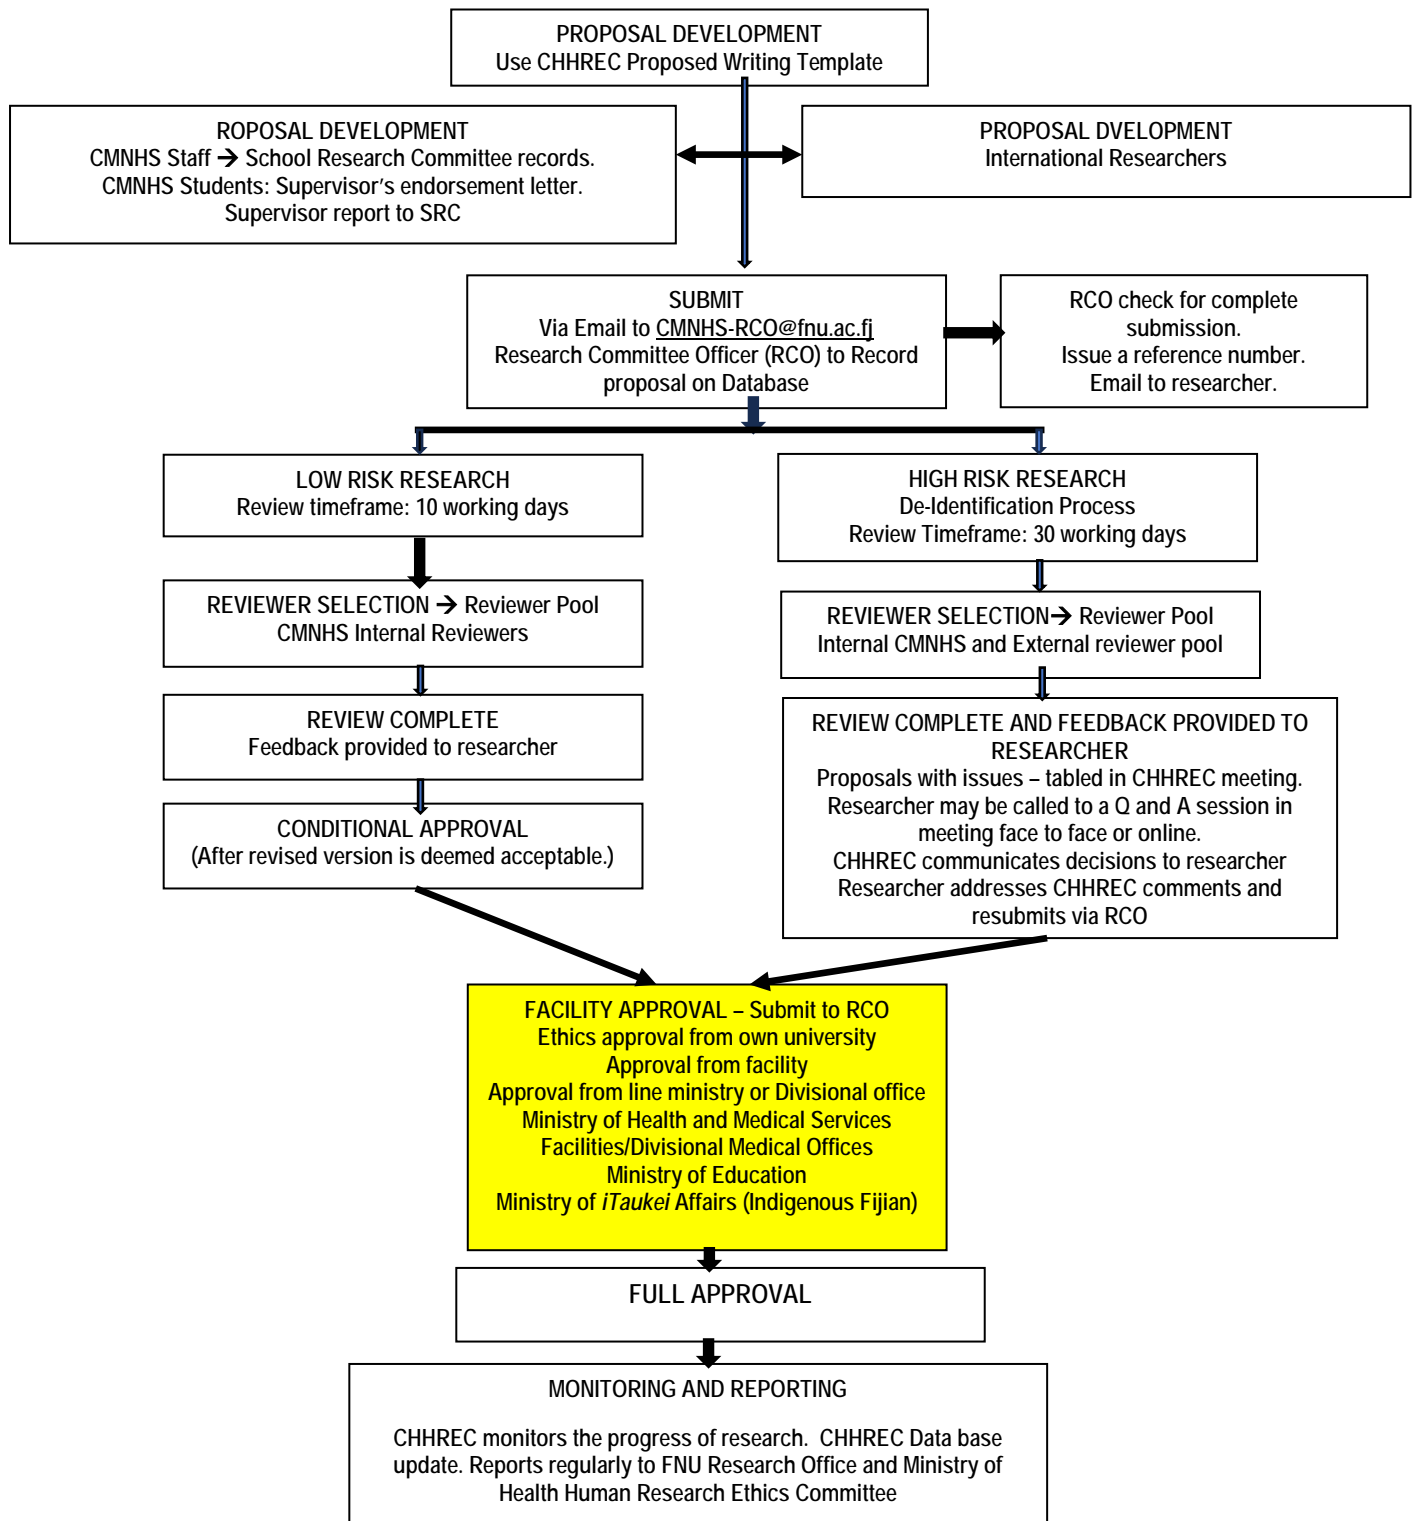 PROPOSAL DEVELOPMENT
Use CHHREC Proposed Writing Template
ROPOSAL DEVELOPMENT
CMNHS Staff → School Research Committee records.
CMNHS Students: Supervisor’s endorsement letter.
Supervisor report to SRC
PROPOSAL DVELOPMENT
International Researchers
SUBMIT
Via Email to CMNHS-RCO@fnu.ac.fj
Research Committee Officer (RCO) to Record
proposal on Database
RCO check for complete
submission.
Issue a reference number.
Email to researcher.
LOW RISK RESEARCH
Review timeframe: 10 working days
HIGH RISK RESEARCH
De-Identification Process
Review Timeframe: 30 working days
REVIEWER SELECTION → Reviewer Pool
CMNHS Internal Reviewers
REVIEWER SELECTION→ Reviewer Pool
Internal CMNHS and External reviewer pool
REVIEW COMPLETE
Feedback provided to researcher
REVIEW COMPLETE AND FEEDBACK PROVIDED TO
RESEARCHER
Proposals with issues – tabled in CHHREC meeting.
Researcher may be called to a Q and A session in
meeting face to face or online.
CHHREC communicates decisions to researcher
Researcher addresses CHHREC comments and
resubmits via RCO
CONDITIONAL APPROVAL
(After revised version is deemed acceptable.)
FACILITY APPROVAL – Submit to RCO
Ethics approval from own university
Approval from facility
Approval from line ministry or Divisional office
Ministry of Health and Medical Services
Facilities/Divisional Medical Offices
Ministry of Education
Ministry of iTaukei Affairs (Indigenous Fijian)
FULL APPROVAL
MONITORING AND REPORTING
CHHREC monitors the progress of research. CHHREC Data base
update. Reports regularly to FNU Research Office and Ministry of
Health Human Research Ethics Committee